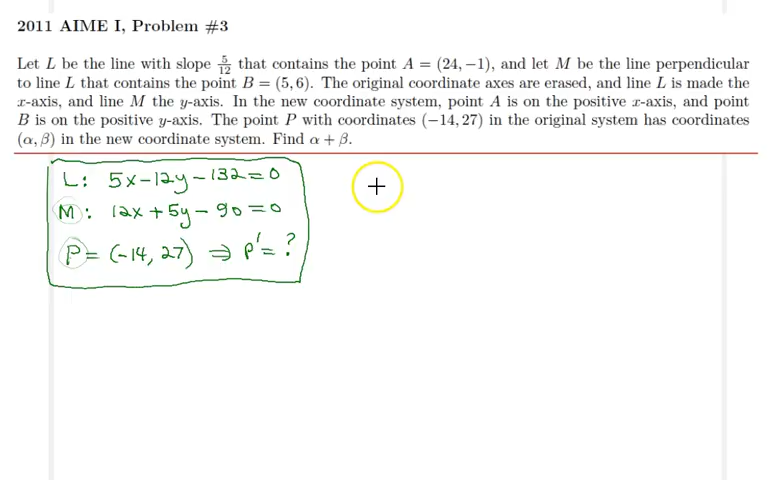 2011 AIME I, Problem #3
Let L be the line with slope 5/12 that contains the point A = (24, −1), and let M be the line perpendicular
to line L that contains the point B = (5, 6). The original coordinate axes are erased, and line L is made the
x-axis, and line M the y-axis. In the new coordinate system, point A is on the positive x-axis, and point
B is on the positive y-axis. The point P with coordinates (−14, 27) in the original system has coordinates
(α, β) in the new coordinate system. Find α + β.
L: 5x-12y-132=0
M: 12x+5y-90=0
P= (-14, 27) ⇒ P'= ?